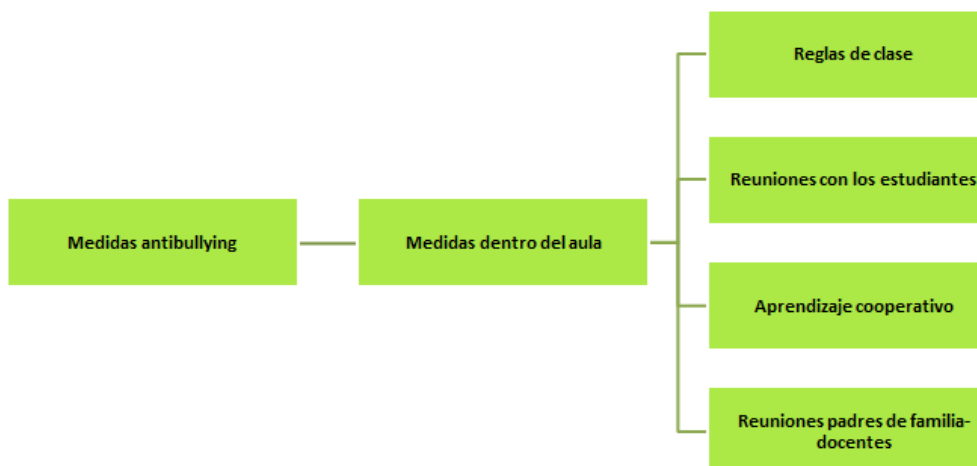 Medidas antibullying
Medidas dentro del aula
Reglas de clase
Reuniones con los estudiantes
Aprendizaje cooperativo
Reuniones padres de familia-
docentes